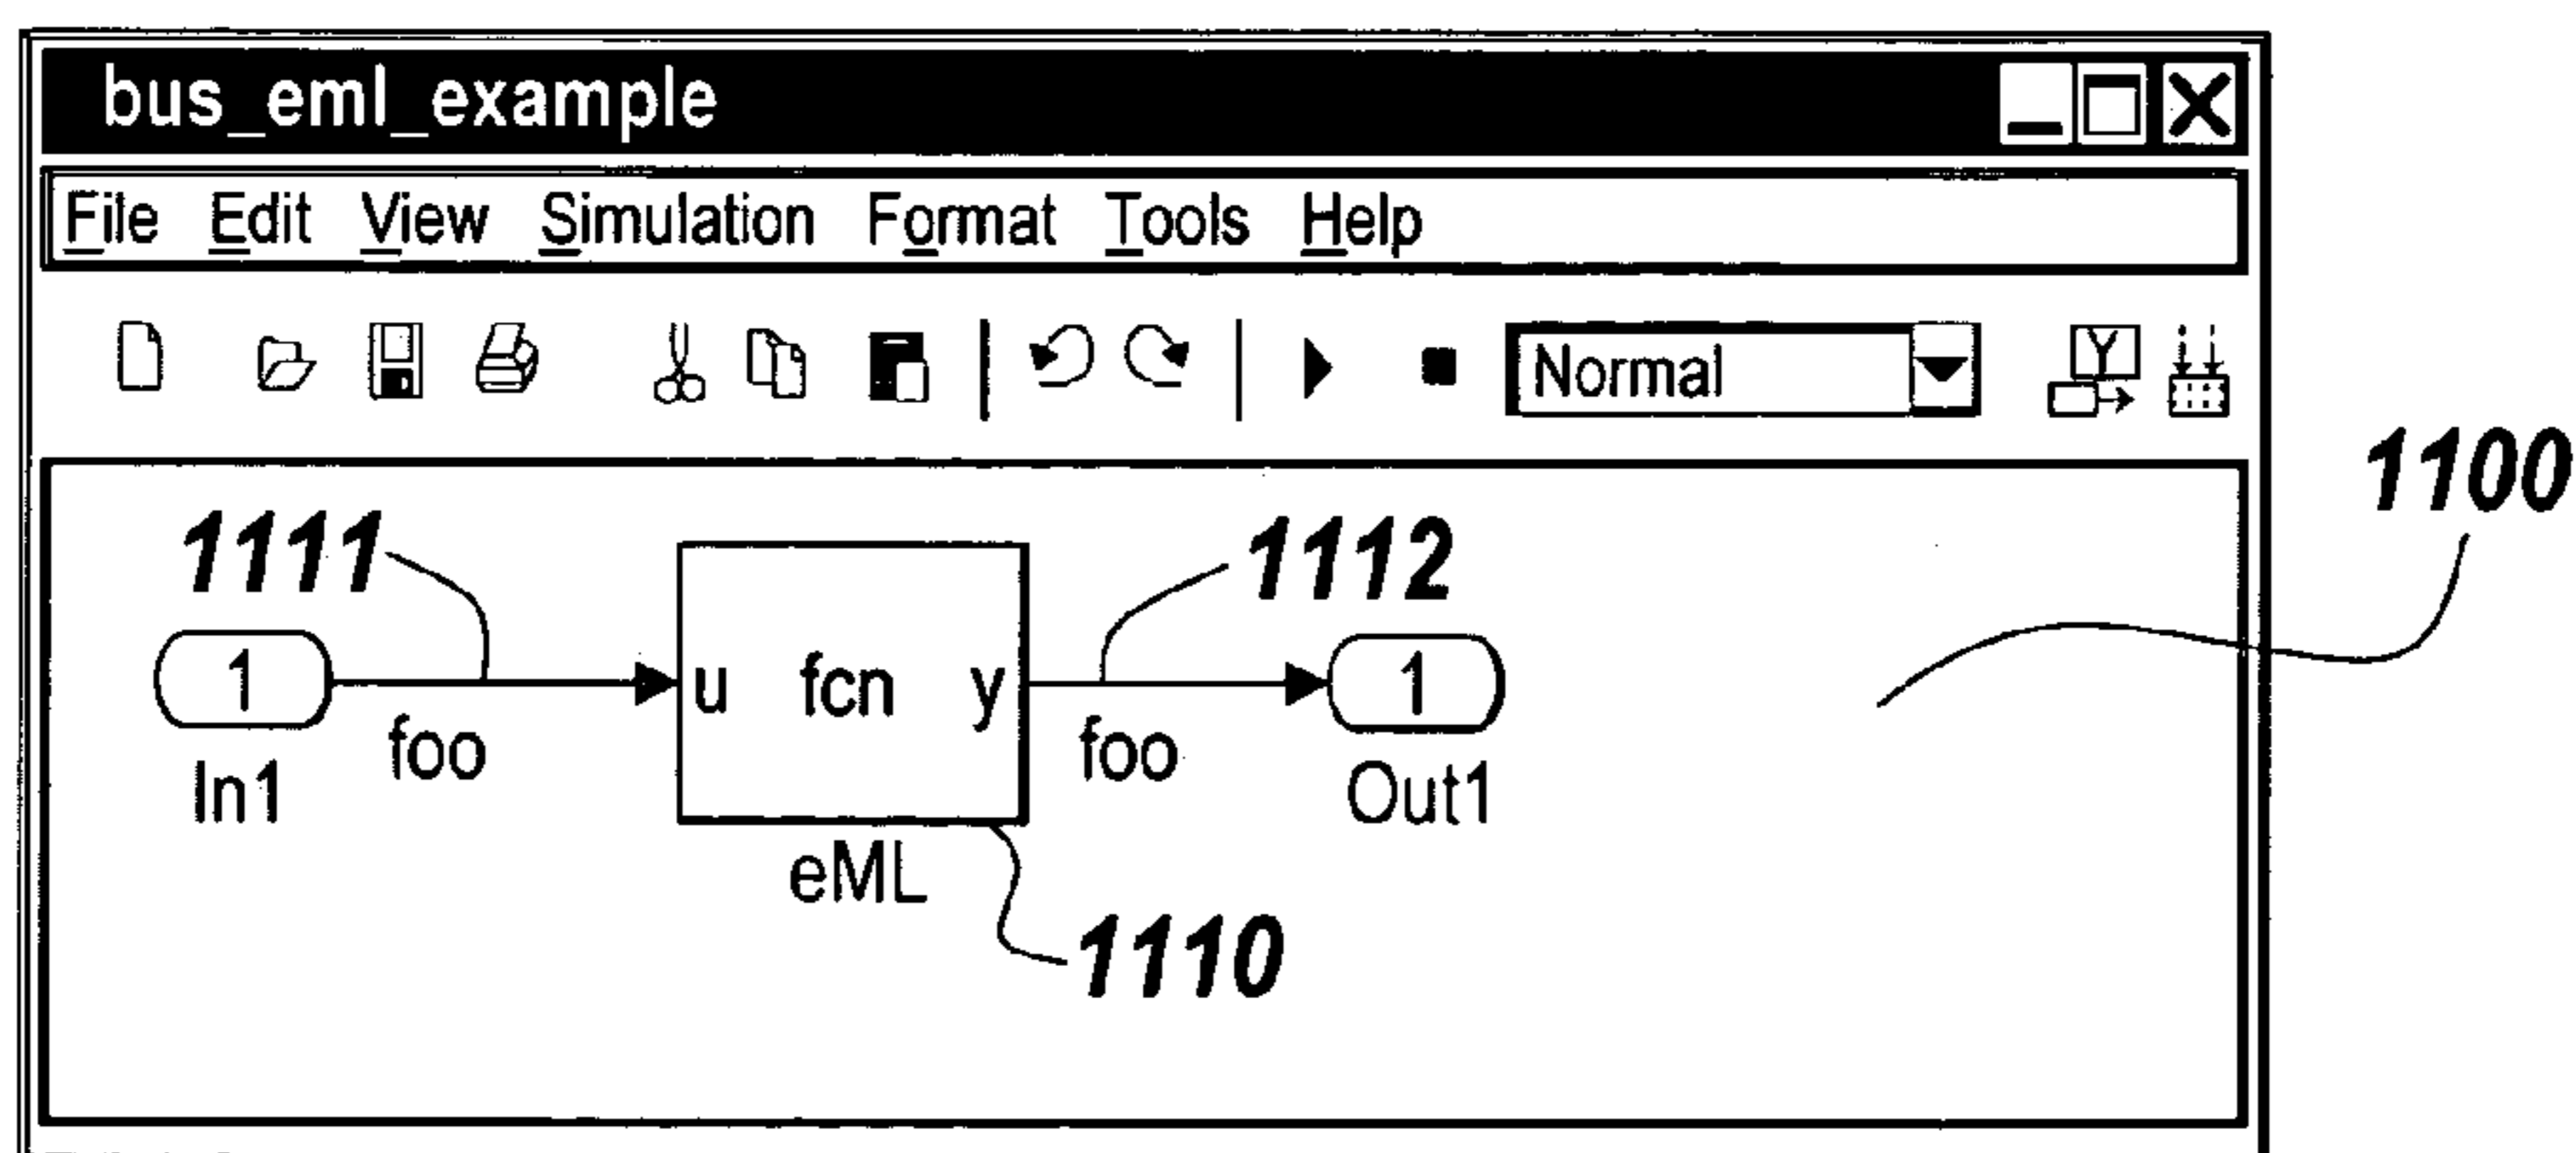 bus_eml_example
File Edit View Simulation Format Tools Help
Normal
Y
1100
1111
1112
1
u fcn y
1
foo
foo
In1
Out1
eML
1110